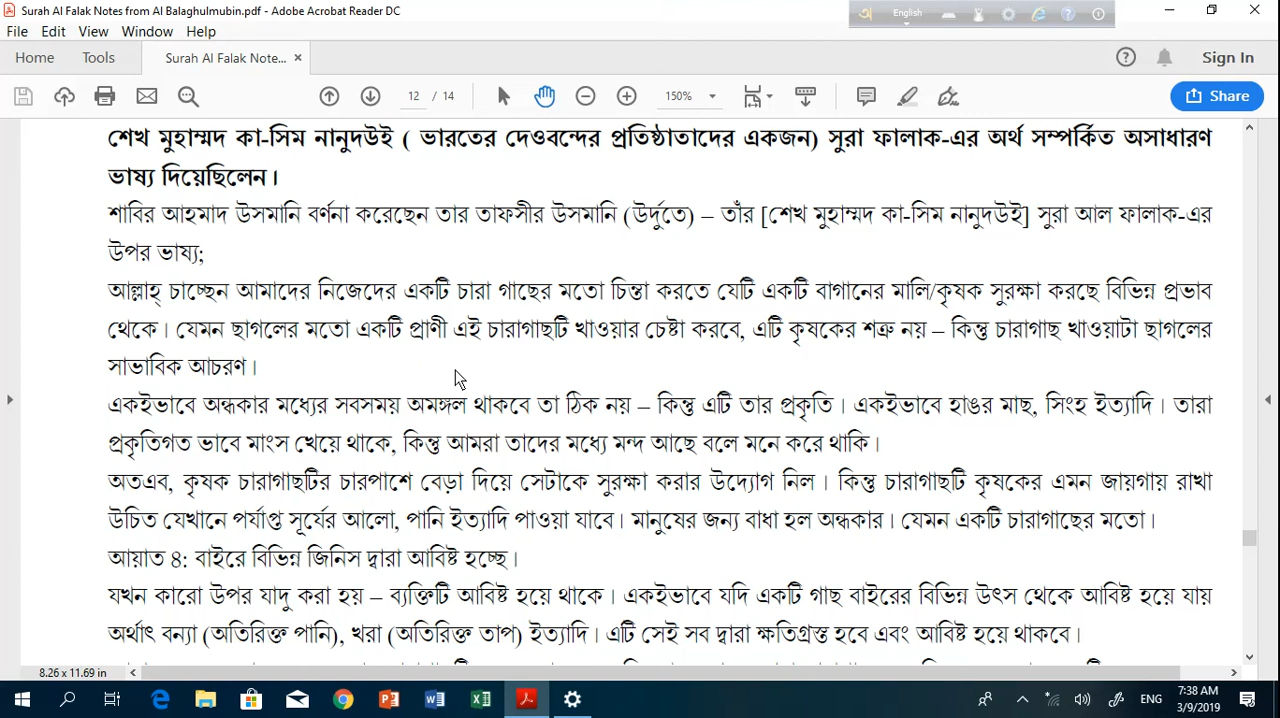 Surah Al Falak Notes from Al Balaghulmubin.pdf - Adobe Acrobat Reader DC
English
File Edit View Window Help
Home Tools Surah Al Falak Note... × Sign In
12 / 14 150% Share
শেখ মুহাম্মদ কা-সিম নানুদউই ( ভারতের দেওবন্দের প্রতিষ্ঠাতাদের একজন) সুরা ফালাক-এর অর্থ সম্পর্কিত অসাধারণ
ভাষ্য দিয়েছিলেন।
শাবির আহমাদ উসমানি বর্ণনা করেছেন তার তাফসীর উসমানি (উর্দুতে) – তাঁর [শেখ মুহাম্মদ কা-সিম নানুদউই] সুরা আল ফালাক-এর
উপর ভাষ্য;
আল্লাহ্ চাচ্ছেন আমাদের নিজেদের একটি চারা গাছের মতো চিন্তা করতে যেটি একটি বাগানের মালি/কৃষক সুরক্ষা করছে বিভিন্ন প্রভাব
থেকে। যেমন ছাগলের মতো একটি প্রাণী এই চারাগাছটি খাওয়ার চেষ্টা করবে, এটি কৃষকের শত্রু নয় – কিন্তু চারাগাছ খাওয়াটা ছাগলের
সাভাবিক আচরণ।
একইভাবে অন্ধকার মধ্যের সবসময় অমঙ্গল থাকবে তা ঠিক নয় – কিন্তু এটি তার প্রকৃতি। একইভাবে হাঙর মাছ, সিংহ ইত্যাদি। তারা
প্রকৃতিগত ভাবে মাংস খেয়ে থাকে, কিন্তু আমরা তাদের মধ্যে মন্দ আছে বলে মনে করে থাকি।
অতএব, কৃষক চারাগাছটির চারপাশে বেড়া দিয়ে সেটাকে সুরক্ষা করার উদ্যোগ নিল। কিন্তু চারাগাছটি কৃষকের এমন জায়গায় রাখা
উচিত যেখানে পর্যাপ্ত সূর্যের আলো, পানি ইত্যাদি পাওয়া যাবে। মানুষের জন্য বাধা হল অন্ধকার। যেমন একটি চারাগাছের মতো।
আয়াত ৪: বাইরে বিভিন্ন জিনিস দ্বারা আবিষ্ট হচ্ছে।
যখন কারো উপর যাদু করা হয় – ব্যক্তিটি আবিষ্ট হয়ে থাকে। একইভাবে যদি একটি গাছ বাইরের বিভিন্ন উৎস থেকে আবিষ্ট হয়ে যায়
অর্থাৎ বন্যা (অতিরিক্ত পানি), খরা (অতিরিক্ত তাপ) ইত্যাদি। এটি সেই সব দ্বারা ক্ষতিগ্রস্ত হবে এবং আবিষ্ট হয়ে থাকবে।
8.26 x 11.69 in
ENG 7:38 AM
3/9/2019